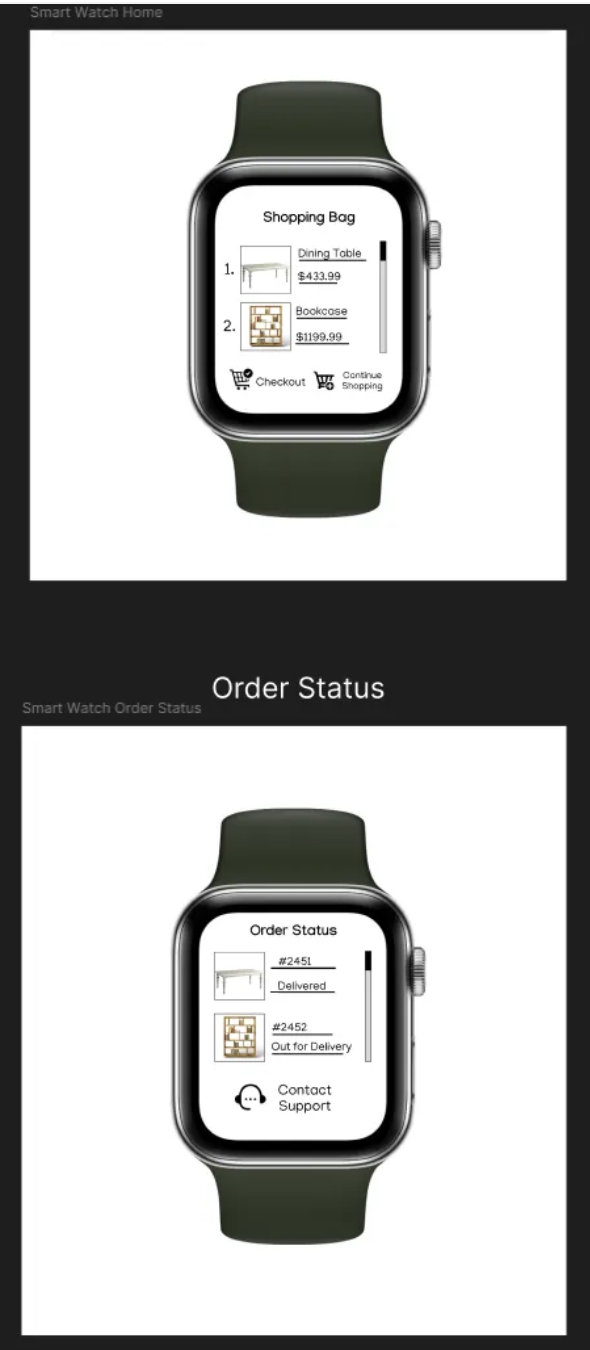 Smart Watch Home
Shopping Bag
1.
Dining Table
$433.99
2.
Bookcase
$1199.99
Checkout
Continue
Shopping
Order Status
Smart Watch Order Status
Order Status
#2451
Delivered
#2452
Out for Delivery
Contact
Support